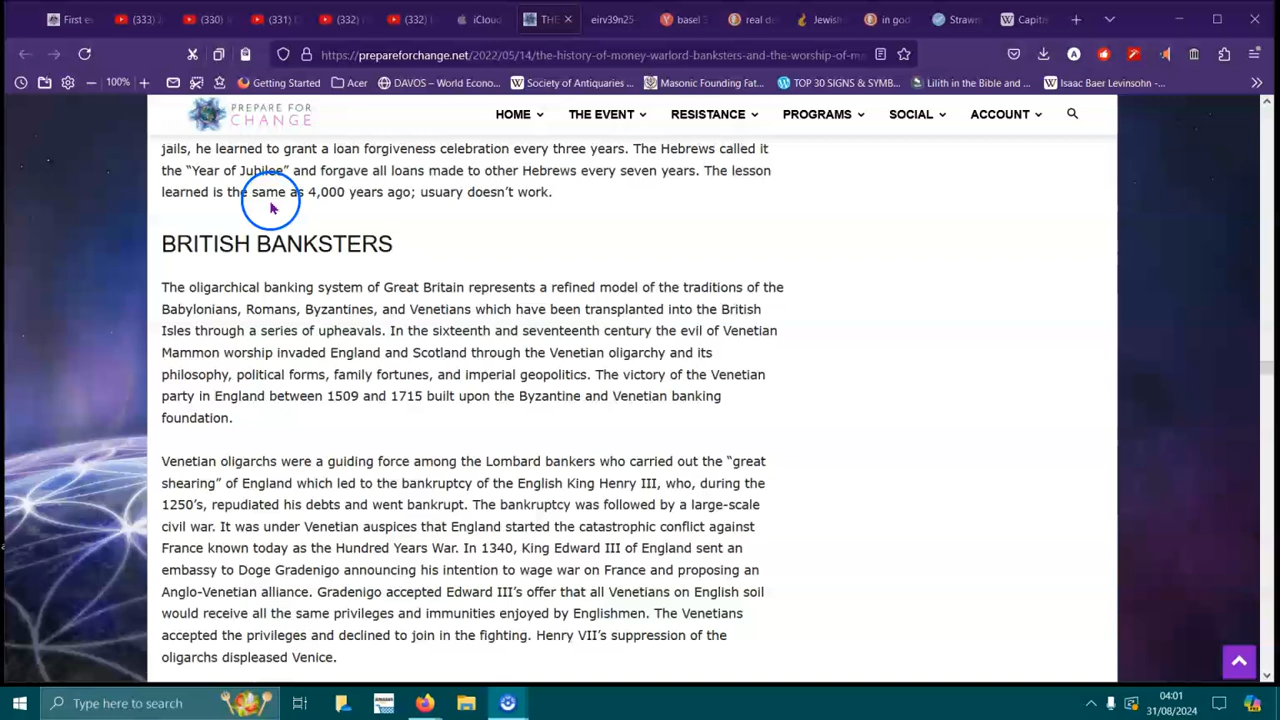 (333)
(330)
(331)
(332)
(332)
iCloud
THE
eirv39n25
basel
real de
Jewish
in god
Strawn
Capita
https://prepareforchange.net/2022/05/14/the-history-of-money-warlord-banksters-and-the-worship-of-m
100%
Getting Started
Acer
DAVOS – World Econo...
Society of Antiquaries ...
Masonic Founding Fat...
TOP 30 SIGNS & SYMB...
Lilith in the Bible and ...
Isaac Baer Levinsohn -...
PREPARE FOR
CHANGE
HOME
THE EVENT
RESISTANCE
PROGRAMS
SOCIAL
ACCOUNT
jails, he learned to grant a loan forgiveness celebration every three years. The Hebrews called it
the “Year of Jubilee” and forgave all loans made to other Hebrews every seven years. The lesson
learned is the same as 4,000 years ago; usury doesn’t work.
BRITISH BANKSTERS
The oligarchical banking system of Great Britain represents a refined model of the traditions of the
Babylonians, Romans, Byzantines, and Venetians which have been transplanted into the British
Isles through a series of upheavals. In the sixteenth and seventeenth century the evil of Venetian
Mammon worship invaded England and Scotland through the Venetian oligarchy and its
philosophy, political forms, family fortunes, and imperial geopolitics. The victory of the Venetian
party in England between 1509 and 1715 built upon the Byzantine and Venetian banking
foundation.
Venetian oligarchs were a guiding force among the Lombard bankers who carried out the “great
shearing” of England which led to the bankruptcy of the English King Henry III, who, during the
1250’s, repudiated his debts and went bankrupt. The bankruptcy was followed by a large-scale
civil war. It was under Venetian auspices that England started the catastrophic conflict against
France known today as the Hundred Years War. In 1340, King Edward III of England sent an
embassy to Doge Gradenigo announcing his intention to wage war on France and proposing an
Anglo-Venetian alliance. Gradenigo accepted Edward III’s offer that all Venetians on English soil
would receive all the same privileges and immunities enjoyed by Englishmen. The Venetians
accepted the privileges and declined to join in the fighting. Henry VII’s suppression of the
oligarchs displeased Venice.
Type here to search
04:01
31/08/2024